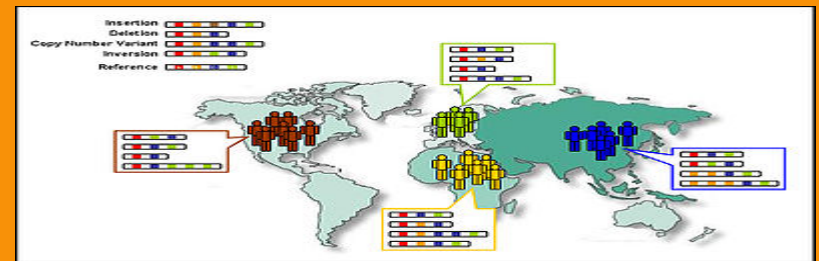 Insertion
Deletion
Copy Number Variant
Inversion
Reference